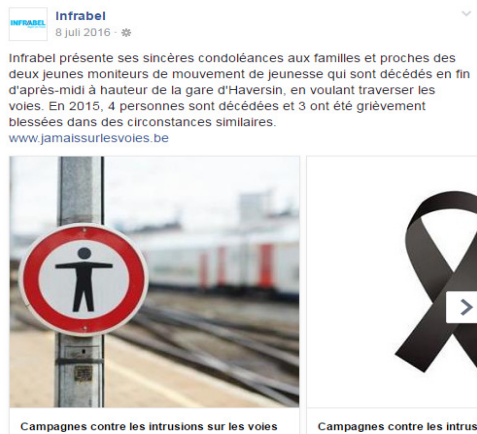 INFRABEL
Infrabel
8 juli 2016 ·
Infrabel présente ses sincères condoléances aux familles et proches des
deux jeunes moniteurs de mouvement de jeunesse qui sont décédés en fin
d'après-midi à hauteur de la gare d'Haversin, en voulant traverser les
voies. En 2015, 4 personnes sont décédées et 3 ont été grièvement
blessées dans des circonstances similaires.
www.jamaissurlesvoies.be
Campagnes contre les intrusions sur les voies
Campagnes contre les intrus